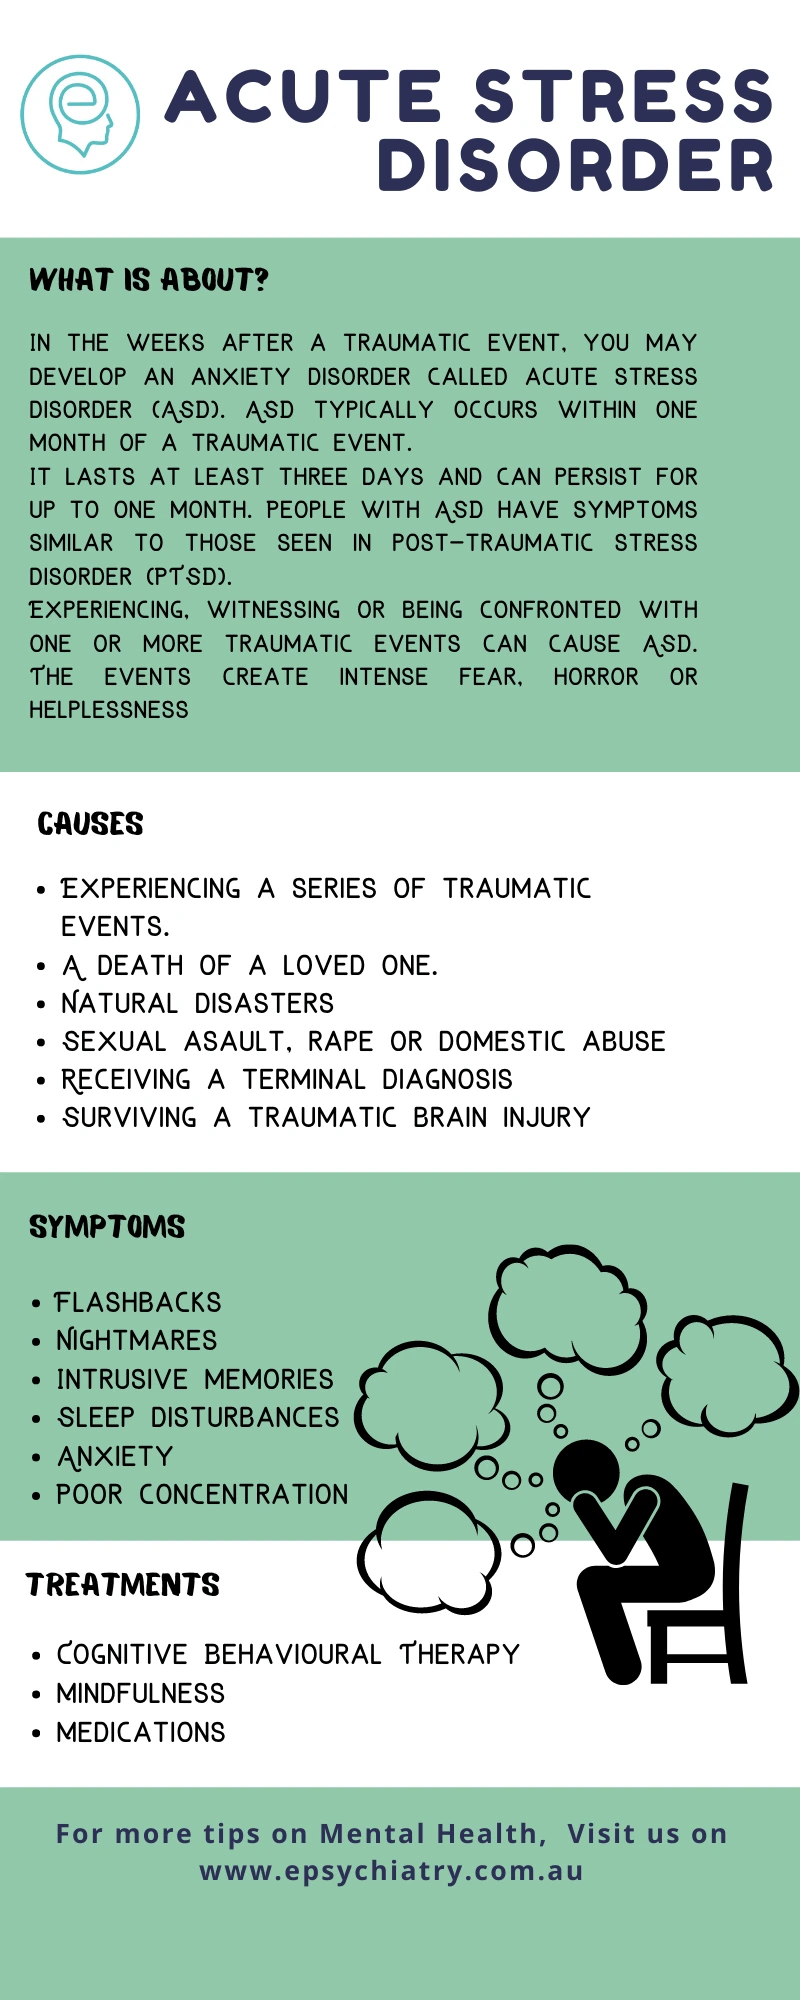 ACUTE STRESS
DISORDER
WHAT IS ABOUT?
IN THE WEEKS AFTER A TRAUMATIC EVENT, YOU MAY
DEVELOP AN ANXIETY DISORDER CALLED ACUTE STRESS
DISORDER (ASD). ASD TYPICALLY OCCURS WITHIN ONE
MONTH OF A TRAUMATIC EVENT.
IT LASTS AT LEAST THREE DAYS AND CAN PERSIST FOR
UP TO ONE MONTH. PEOPLE WITH ASD HAVE SYMPTOMS
SIMILAR TO THOSE SEEN IN POST-TRAUMATIC STRESS
DISORDER (PTSD).
EXPERIENCING, WITNESSING OR BEING CONFRONTED WITH
ONE OR MORE TRAUMATIC EVENTS CAN CAUSE ASD.
THE EVENTS CREATE INTENSE FEAR, HORROR OR
HELPLESSNESS
CAUSES
• EXPERIENCING A SERIES OF TRAUMATIC
EVENTS.
• A DEATH OF A LOVED ONE.
• NATURAL DISASTERS
• SEXUAL ASAULT, RAPE OR DOMESTIC ABUSE
• RECEIVING A TERMINAL DIAGNOSIS
• SURVIVING A TRAUMATIC BRAIN INJURY
SYMPTOMS
• FLASHBACKS
• NIGHTMARES
• INTRUSIVE MEMORIES
• SLEEP DISTURBANCES
• ANXIETY
• POOR CONCENTRATION
TREATMENTS
• COGNITIVE BEHAVIOURAL THERAPY
• MINDFULNESS
• MEDICATIONS
For more tips on Mental Health, Visit us on
www.epsychiatry.com.au